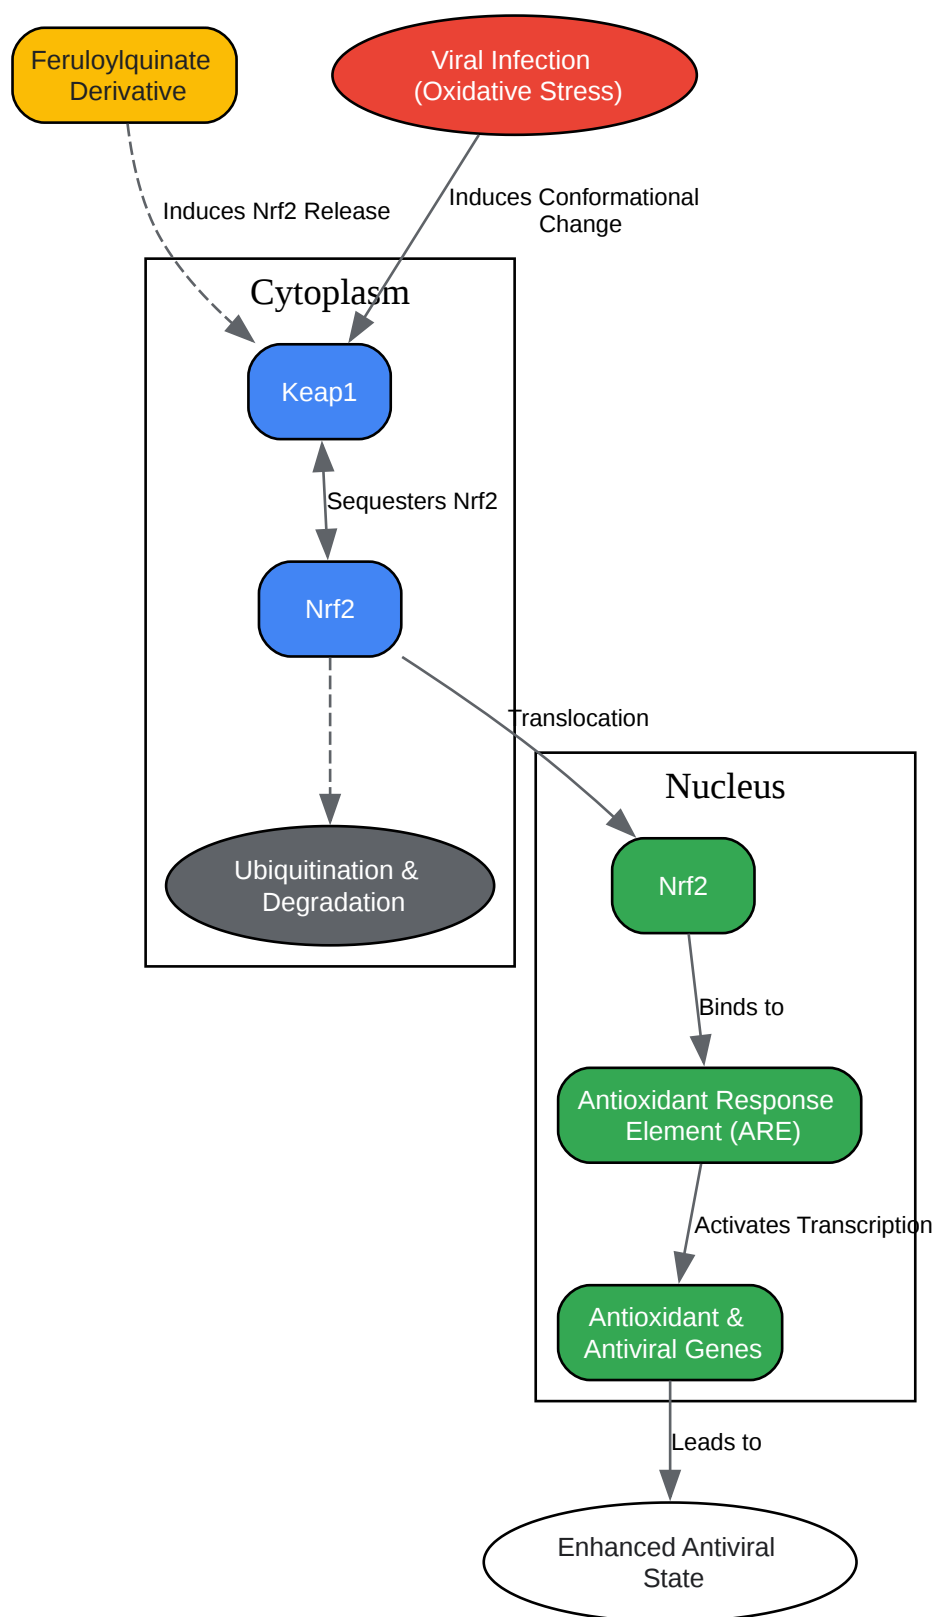 Feruloylquinate
Derivative
Viral Infection
(Oxidative Stress)
Induces Nrf2 Release
Induces Conformational
Change
Cytoplasm
Keap1
Sequesters Nrf2
Nrf2
Translocation
Nucleus
Ubiquitination &
Degradation
Nrf2
Binds to
Antioxidant Response
Element (ARE)
Activates Transcription
Antioxidant &
Antiviral Genes
Leads to
Enhanced Antiviral
State